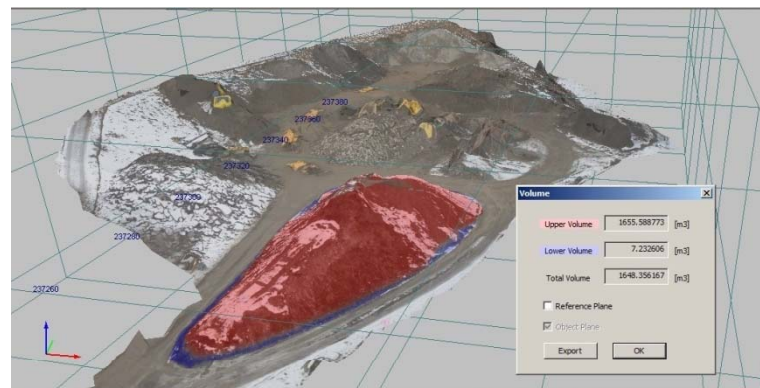 237380
237360
237340
237320
237300
237280
237260
Volume
Upper Volume 1655.588773 [m3]
Lower Volume 7.232606 [m3]
Total Volume 1648.356167 [m3]
Reference Plane
Object Plane
Export OK